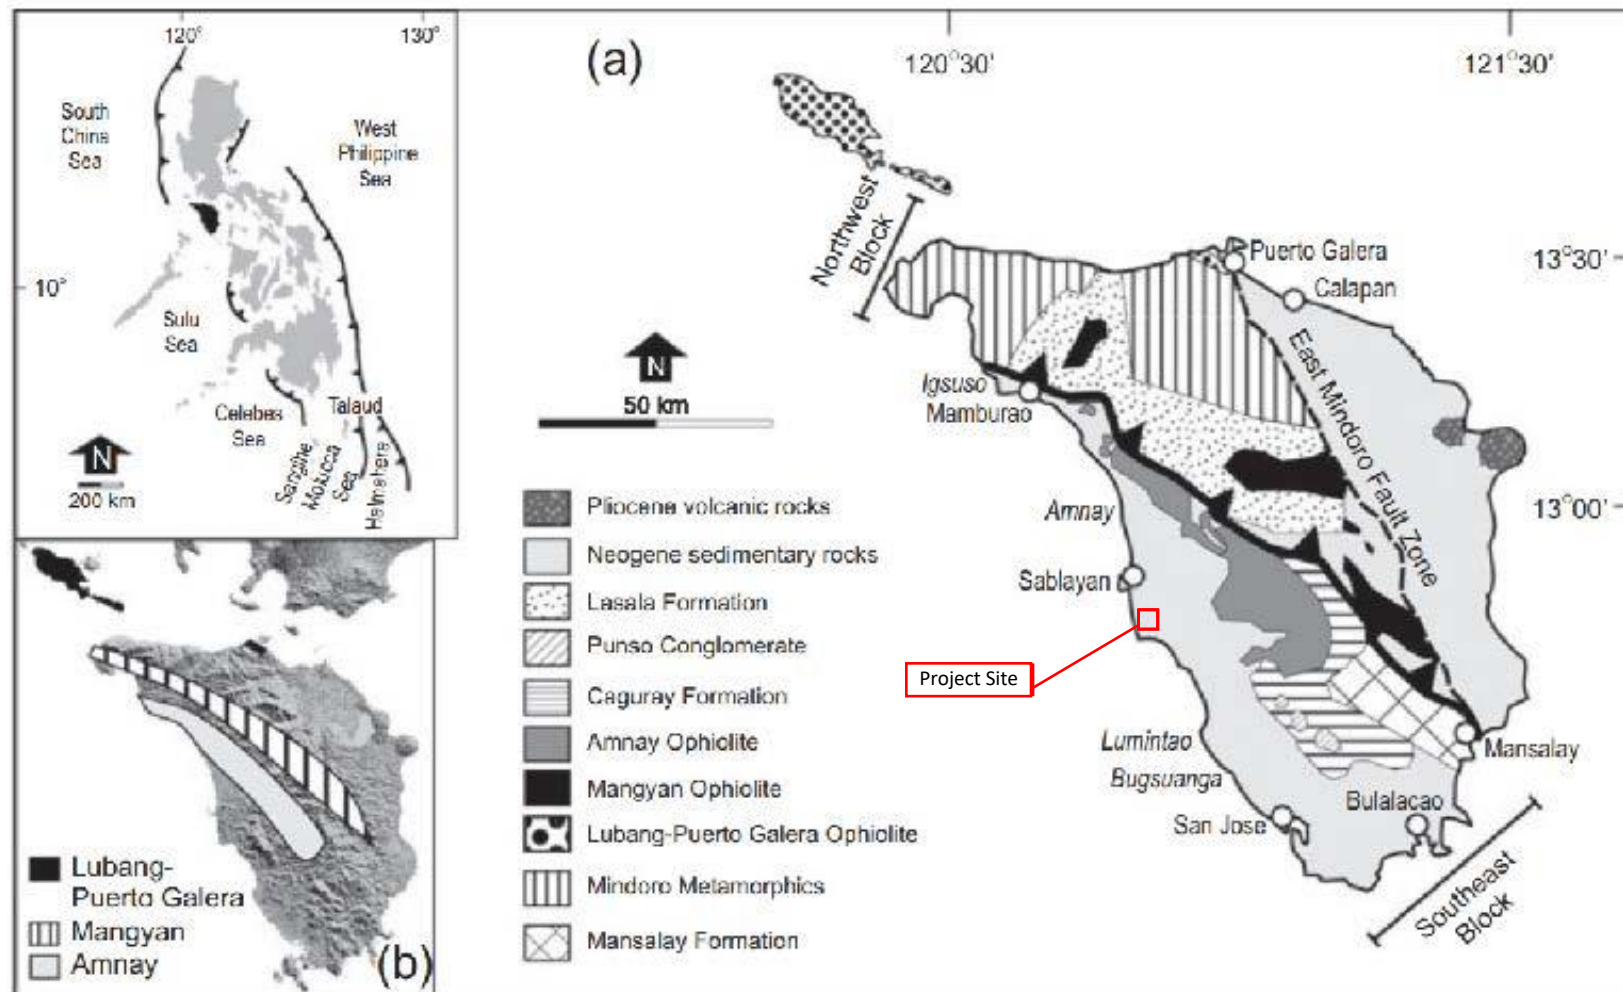 120°
130°
South
China
Sea
West
Philippine
Sea
10°
Sulu
Sea
Celebes
Sea
Talaud
Sangihe
Molucca
Sea
Halmahera
N
200 km
Lubang-
Puerto Galera
Mangyan
Amnay
(b)
(a)
120°30'
121°30'
13°30'
13°00'
Northwest
Block
N
50 km
Puerto Galera
Calapan
East Mindoro Fault Zone
Igsuso
Mamburao
Amnay
Sablayan
Project Site
Lumintao
Bugsuanga
San Jose
Bulalacao
Mansalay
Southeast
Block
Pliocene volcanic rocks
Neogene sedimentary rocks
Lasala Formation
Punso Conglomerate
Caguray Formation
Amnay Ophiolite
Mangyan Ophiolite
Lubang-Puerto Galera Ophiolite
Mindoro Metamorphics
Mansalay Formation